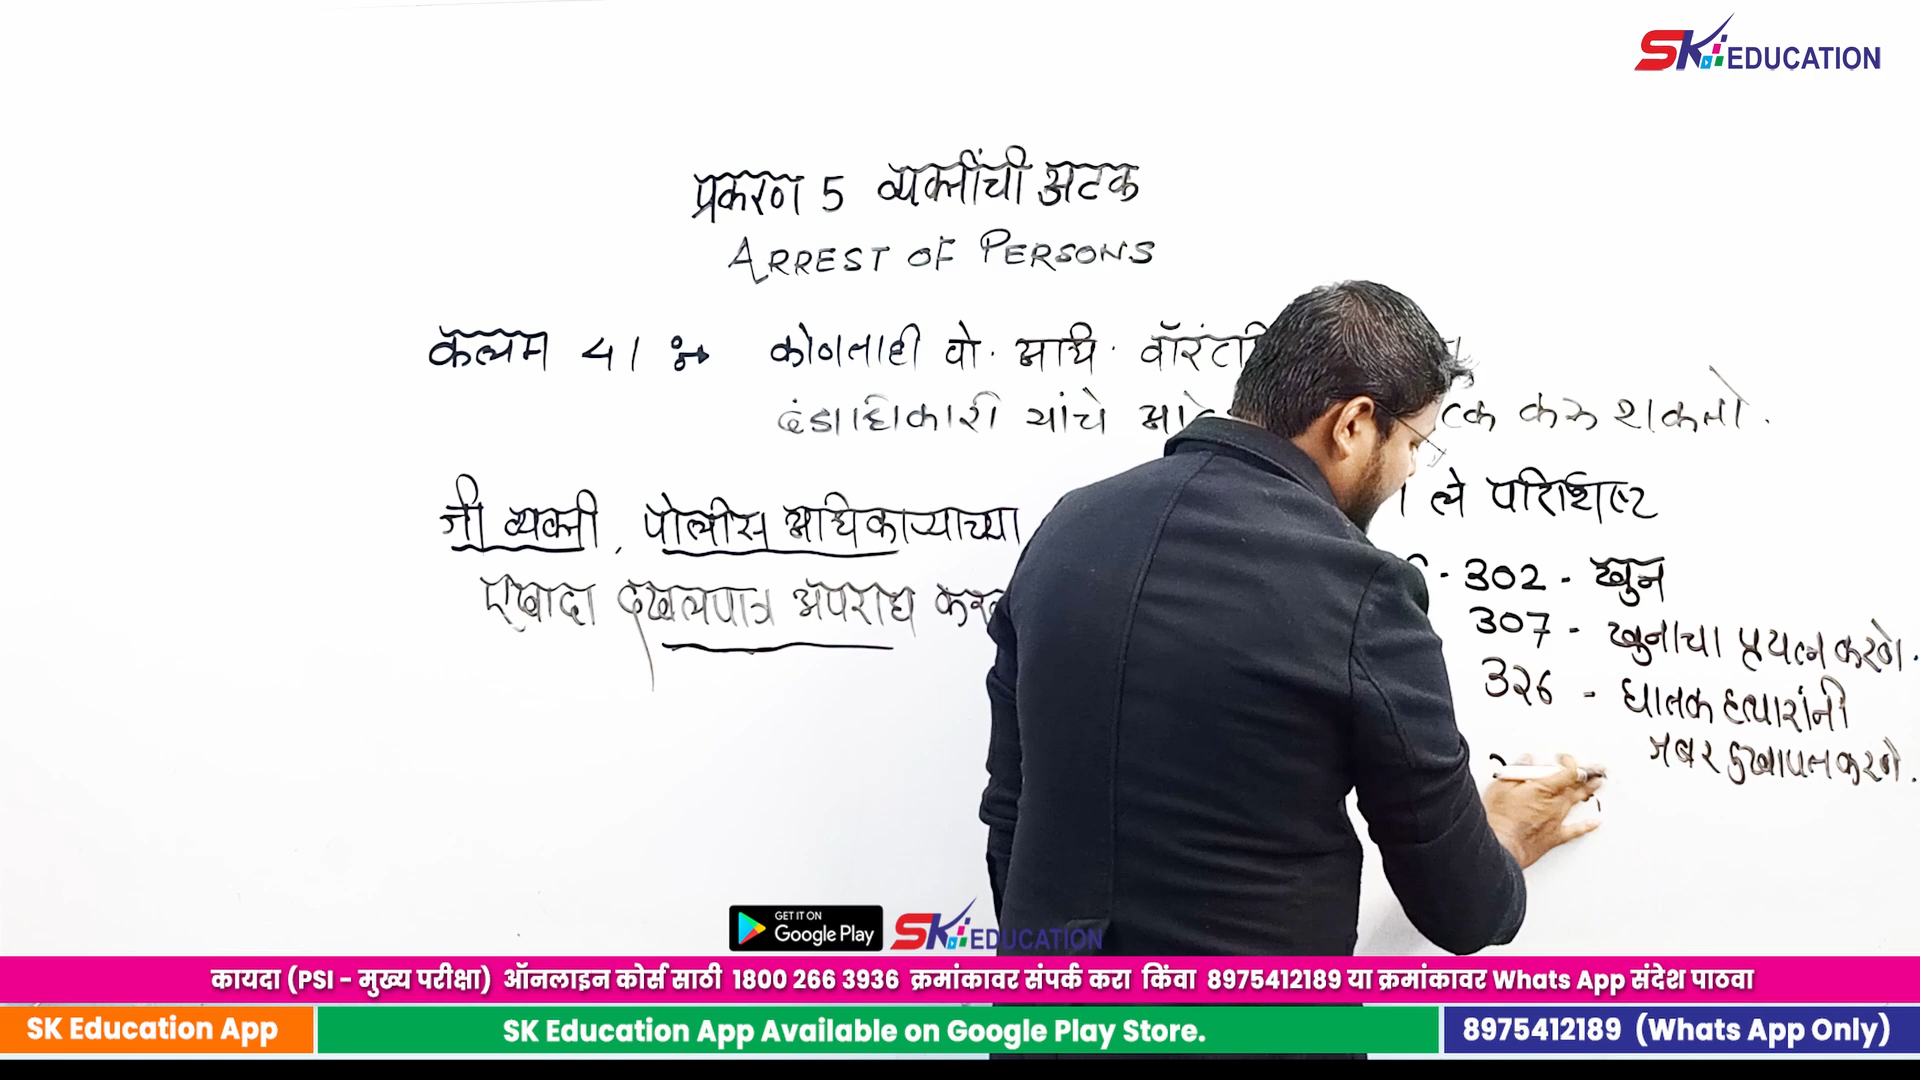 SK EDUCATION
प्रकरण 5 व्यक्तींची अटक
ARREST OF PERSONS
कलम 41 कोणताही पो. अधि.
दंडाधिकारी यांचे करू शकतो.
जी व्यक्ती, पोलीस अधिकाऱ्याच्या
एखादा दखलपात्र अपराध
ले परिशिष्ट
302 - खुन
307 - खुनाचा प्रयत्न करणे.
326 - घातक हत्यारांनी
जबर दुखापत करणे.
GET IT ON
Google Play
SK EDUCATION
कायदा (PSI - मुख्य परीक्षा) ऑनलाइन कोर्स साठी 1800 266 3936 क्रमांकावर संपर्क करा किंवा 8975412189 या क्रमांकावर Whats App संदेश पाठवा
SK Education App
SK Education App Available on Google Play Store.
8975412189 (Whats App Only)